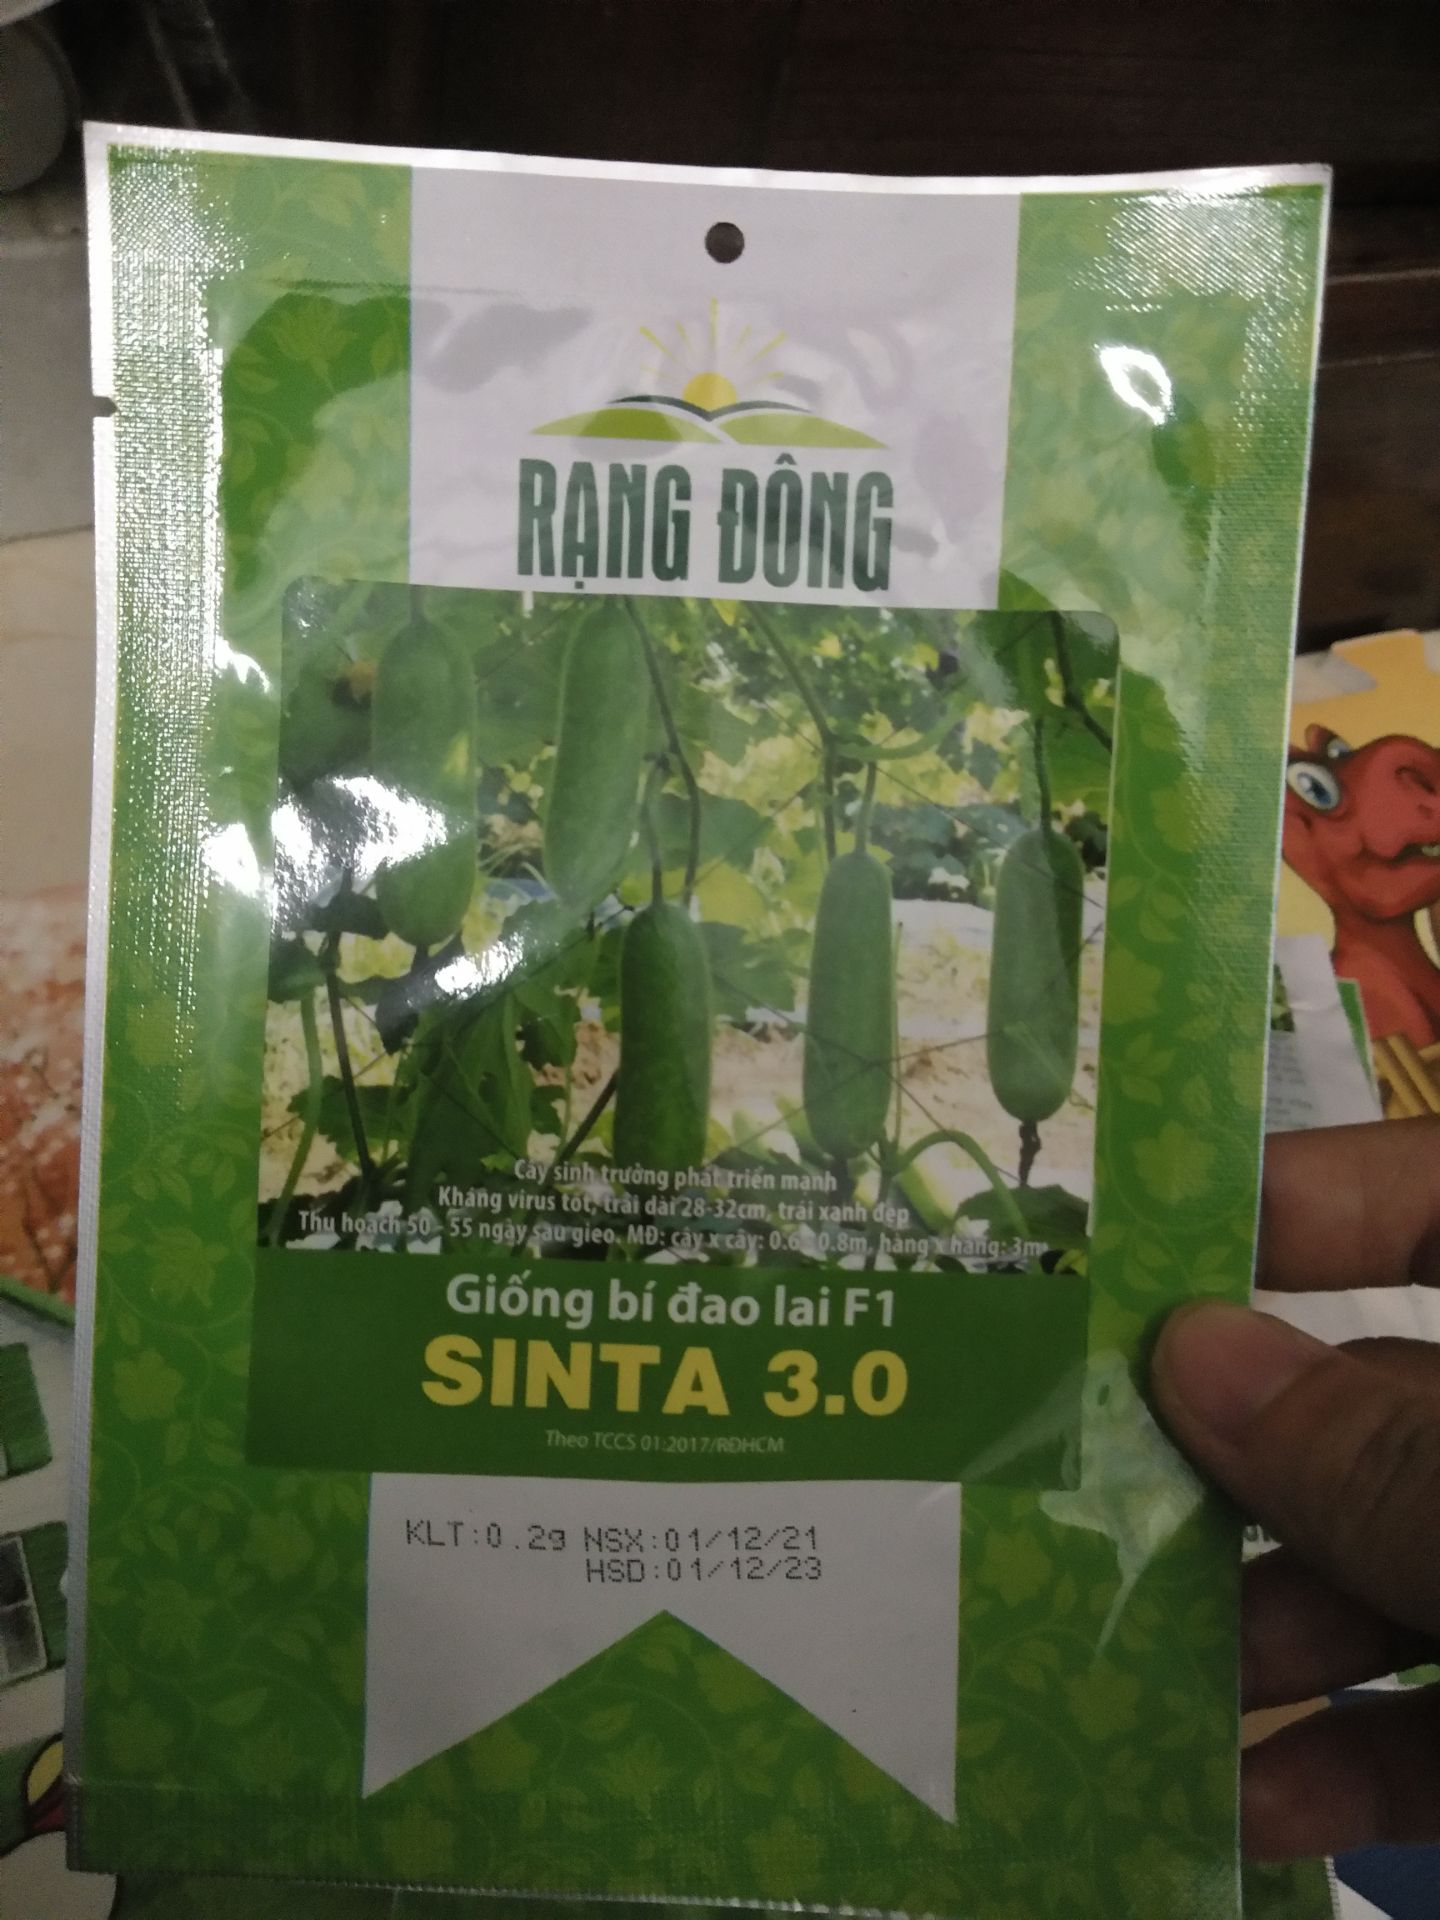 RẠNG ĐÔNG
Cây sinh trưởng phát triển mạnh
Kháng virus tốt, trái dài 28-32cm, trái xanh đẹp
Thu hoạch 50 - 55 ngày sau gieo. MĐ: cây x cây: 0.6 - 0.8m, hàng x hàng: 3m
Giống bí đao lai F1
SINTA 3.0
Theo TCCS 01:2017/RĐHCM
KLT:0.2g NSX:01/12/21
HSD:01/12/23